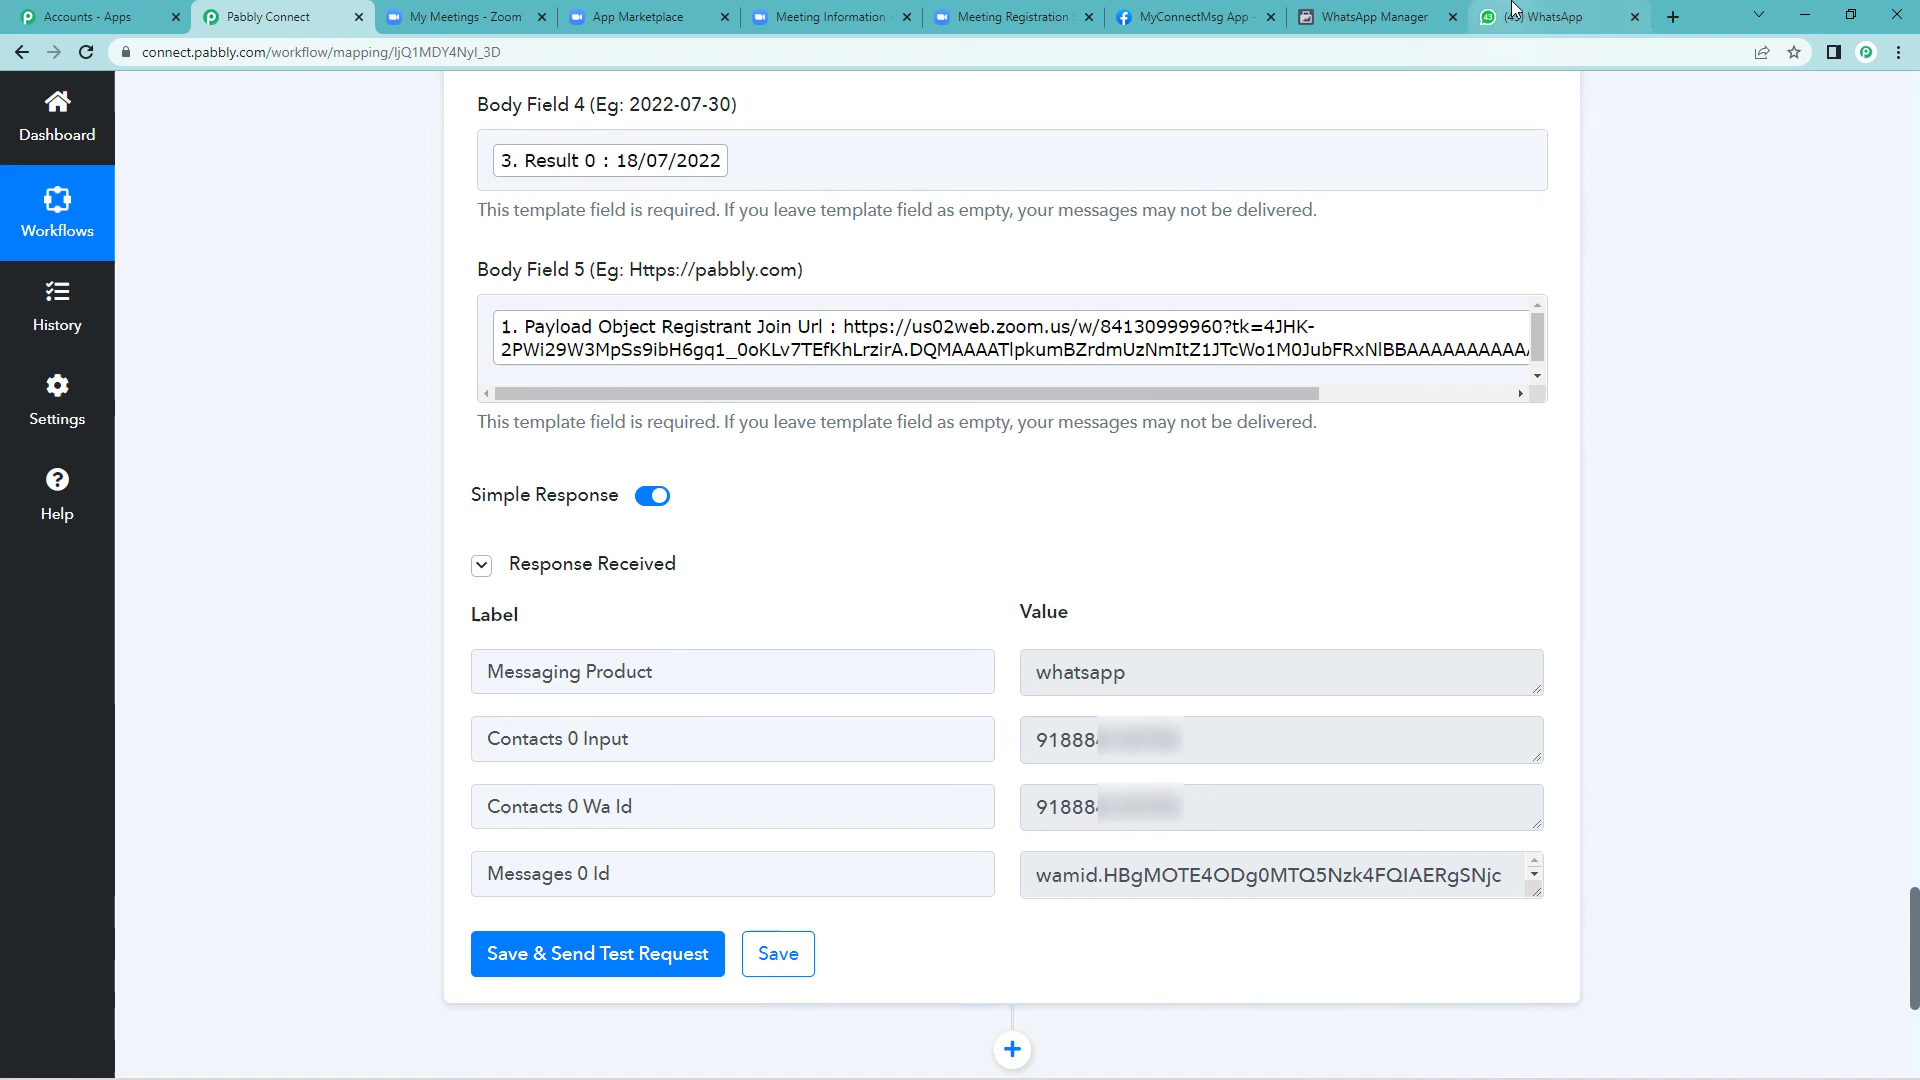 Accounts - Apps
Pabbly Connect
My Meetings - Zoom
App Marketplace
Meeting Information
Meeting Registration
MyConnectMsg App
WhatsApp Manager
WhatsApp
connect.pabbly.com/workflow/mapping/IjQ1MDY4NyI_3D
Dashboard
Workflows
History
Settings
Help
Body Field 4 (Eg: 2022-07-30)
3. Result 0 : 18/07/2022
This template field is required. If you leave template field as empty, your messages may not be delivered.
Body Field 5 (Eg: Https://pabbly.com)
1. Payload Object Registrant Join Url : https://us02web.zoom.us/w/84130999960?tk=4JHK-
2PWi29W3MpSs9ibH6gq1_0oKLv7TEfKhLrzirA.DQMAAAATlpkumBZrdmUzNmItZ1JTcWo1M0JubFRxNlBBAAAAAAAAAA
This template field is required. If you leave template field as empty, your messages may not be delivered.
Simple Response
Response Received
Label
Value
Messaging Product
whatsapp
Contacts 0 Input
91888
Contacts 0 Wa Id
91888
Messages 0 Id
wamid.HBgMOTE4ODg0MTQ5Nzk4FQIAERgSNjc
Save & Send Test Request
Save